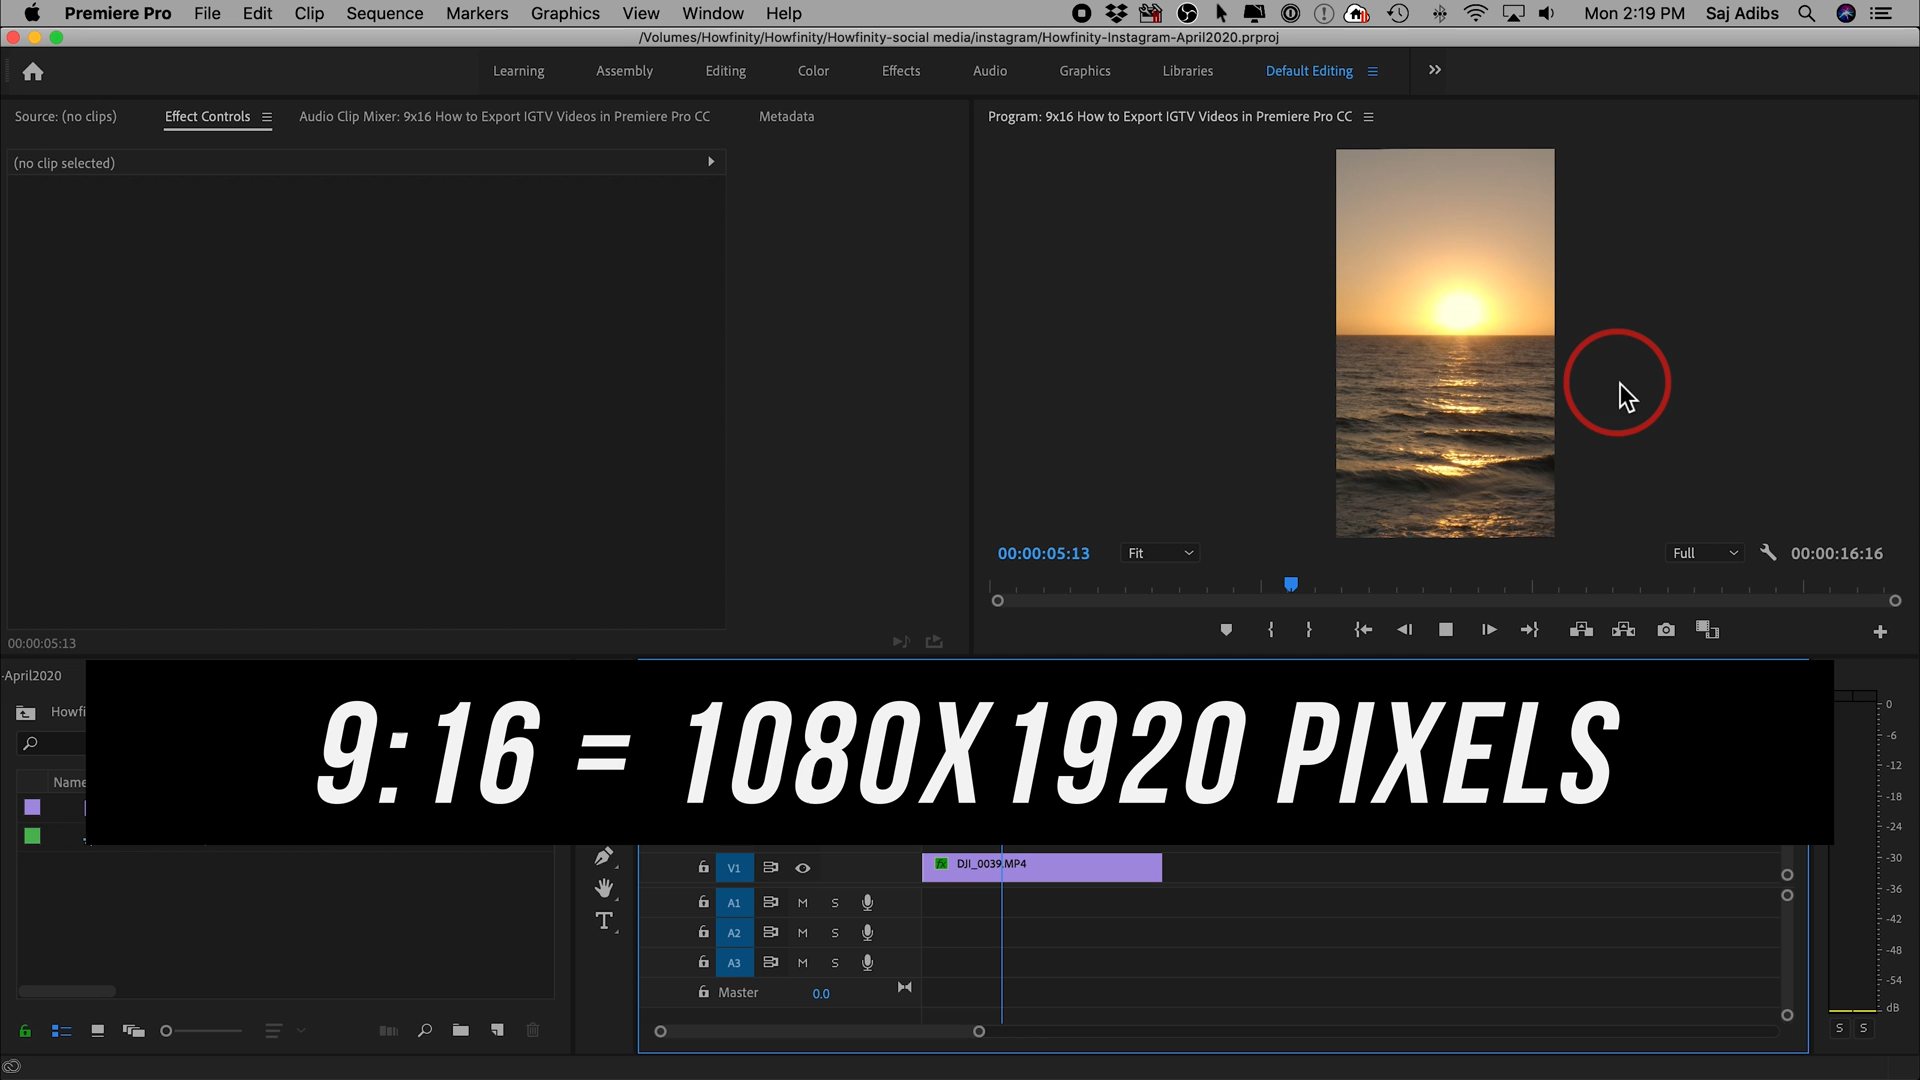 Premiere Pro File Edit Clip Sequence Markers Graphics View Window Help Mon 2:19 PM Saj Adibs
/Volumes/Howfinity/Howfinity/Howfinity-social media/instagram/Howfinity-Instagram-April2020.prproj
Learning Assembly Editing Color Effects Audio Graphics Libraries Default Editing
Source: (no clips) Effect Controls Audio Clip Mixer: 9x16 How to Export IGTV Videos in Premiere Pro CC Metadata
Program: 9x16 How to Export IGTV Videos in Premiere Pro CC
(no clip selected)
00:00:05:13 Fit Full 00:00:16:16
00:00:05:13
-April2020
Howfi
9:16 = 1080X1920 PIXELS
Name
V1 fx DJI_0039.MP4
A1 M S
A2 M S
A3 M S
Master 0.0
0
-6
-12
-18
-24
-30
-36
-42
-48
-54
dB
S S